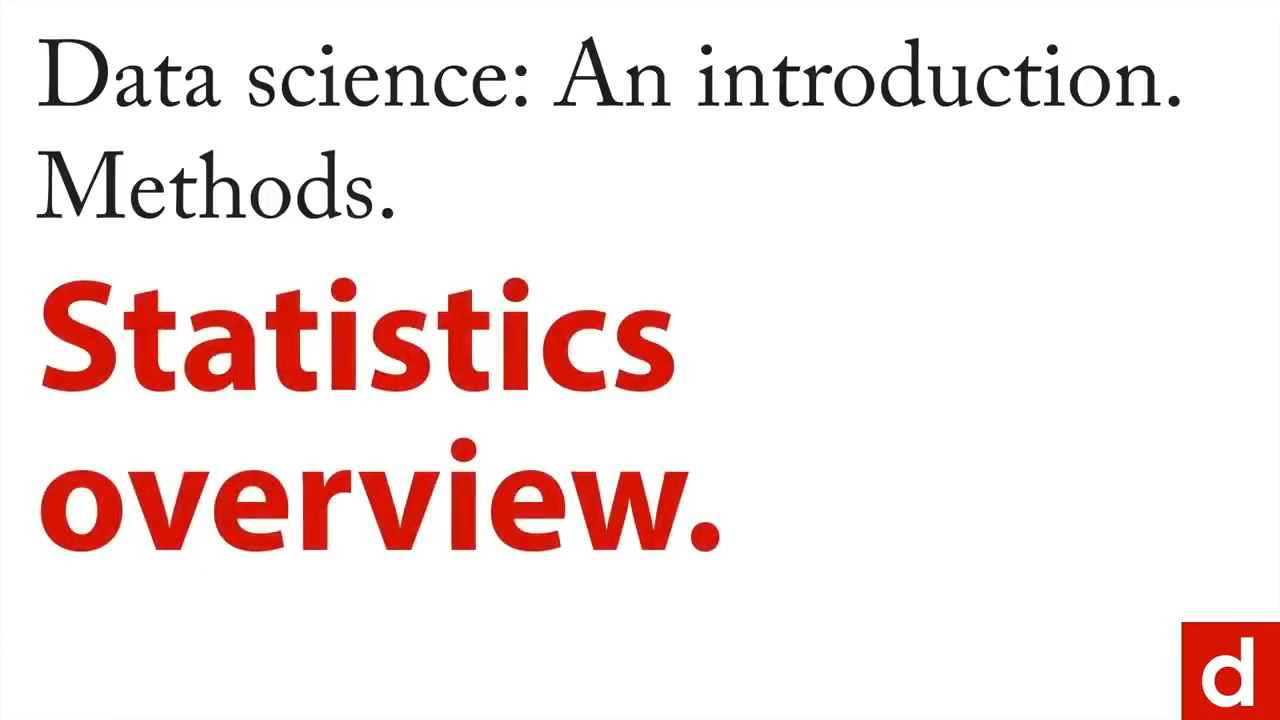 Data science: An introduction.
Methods.
Statistics
overview.
d